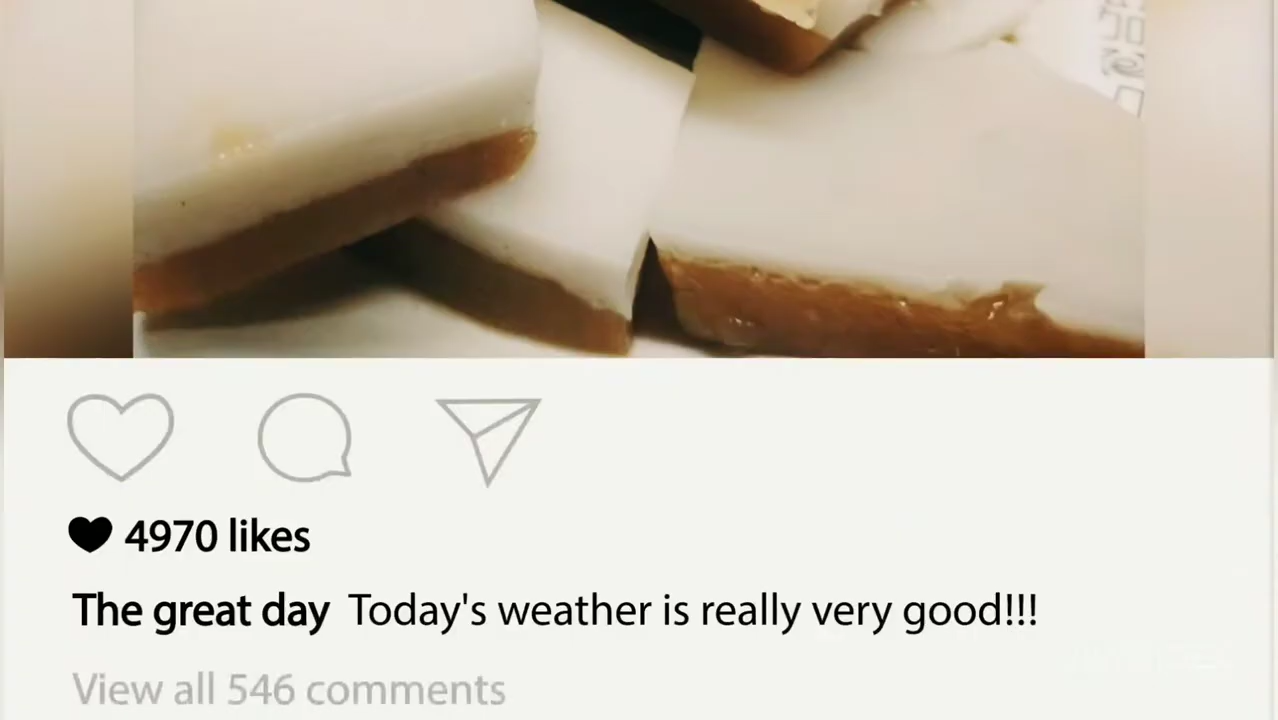 4970 likes
The great day Today's weather is really very good!!!
View all 546 comments